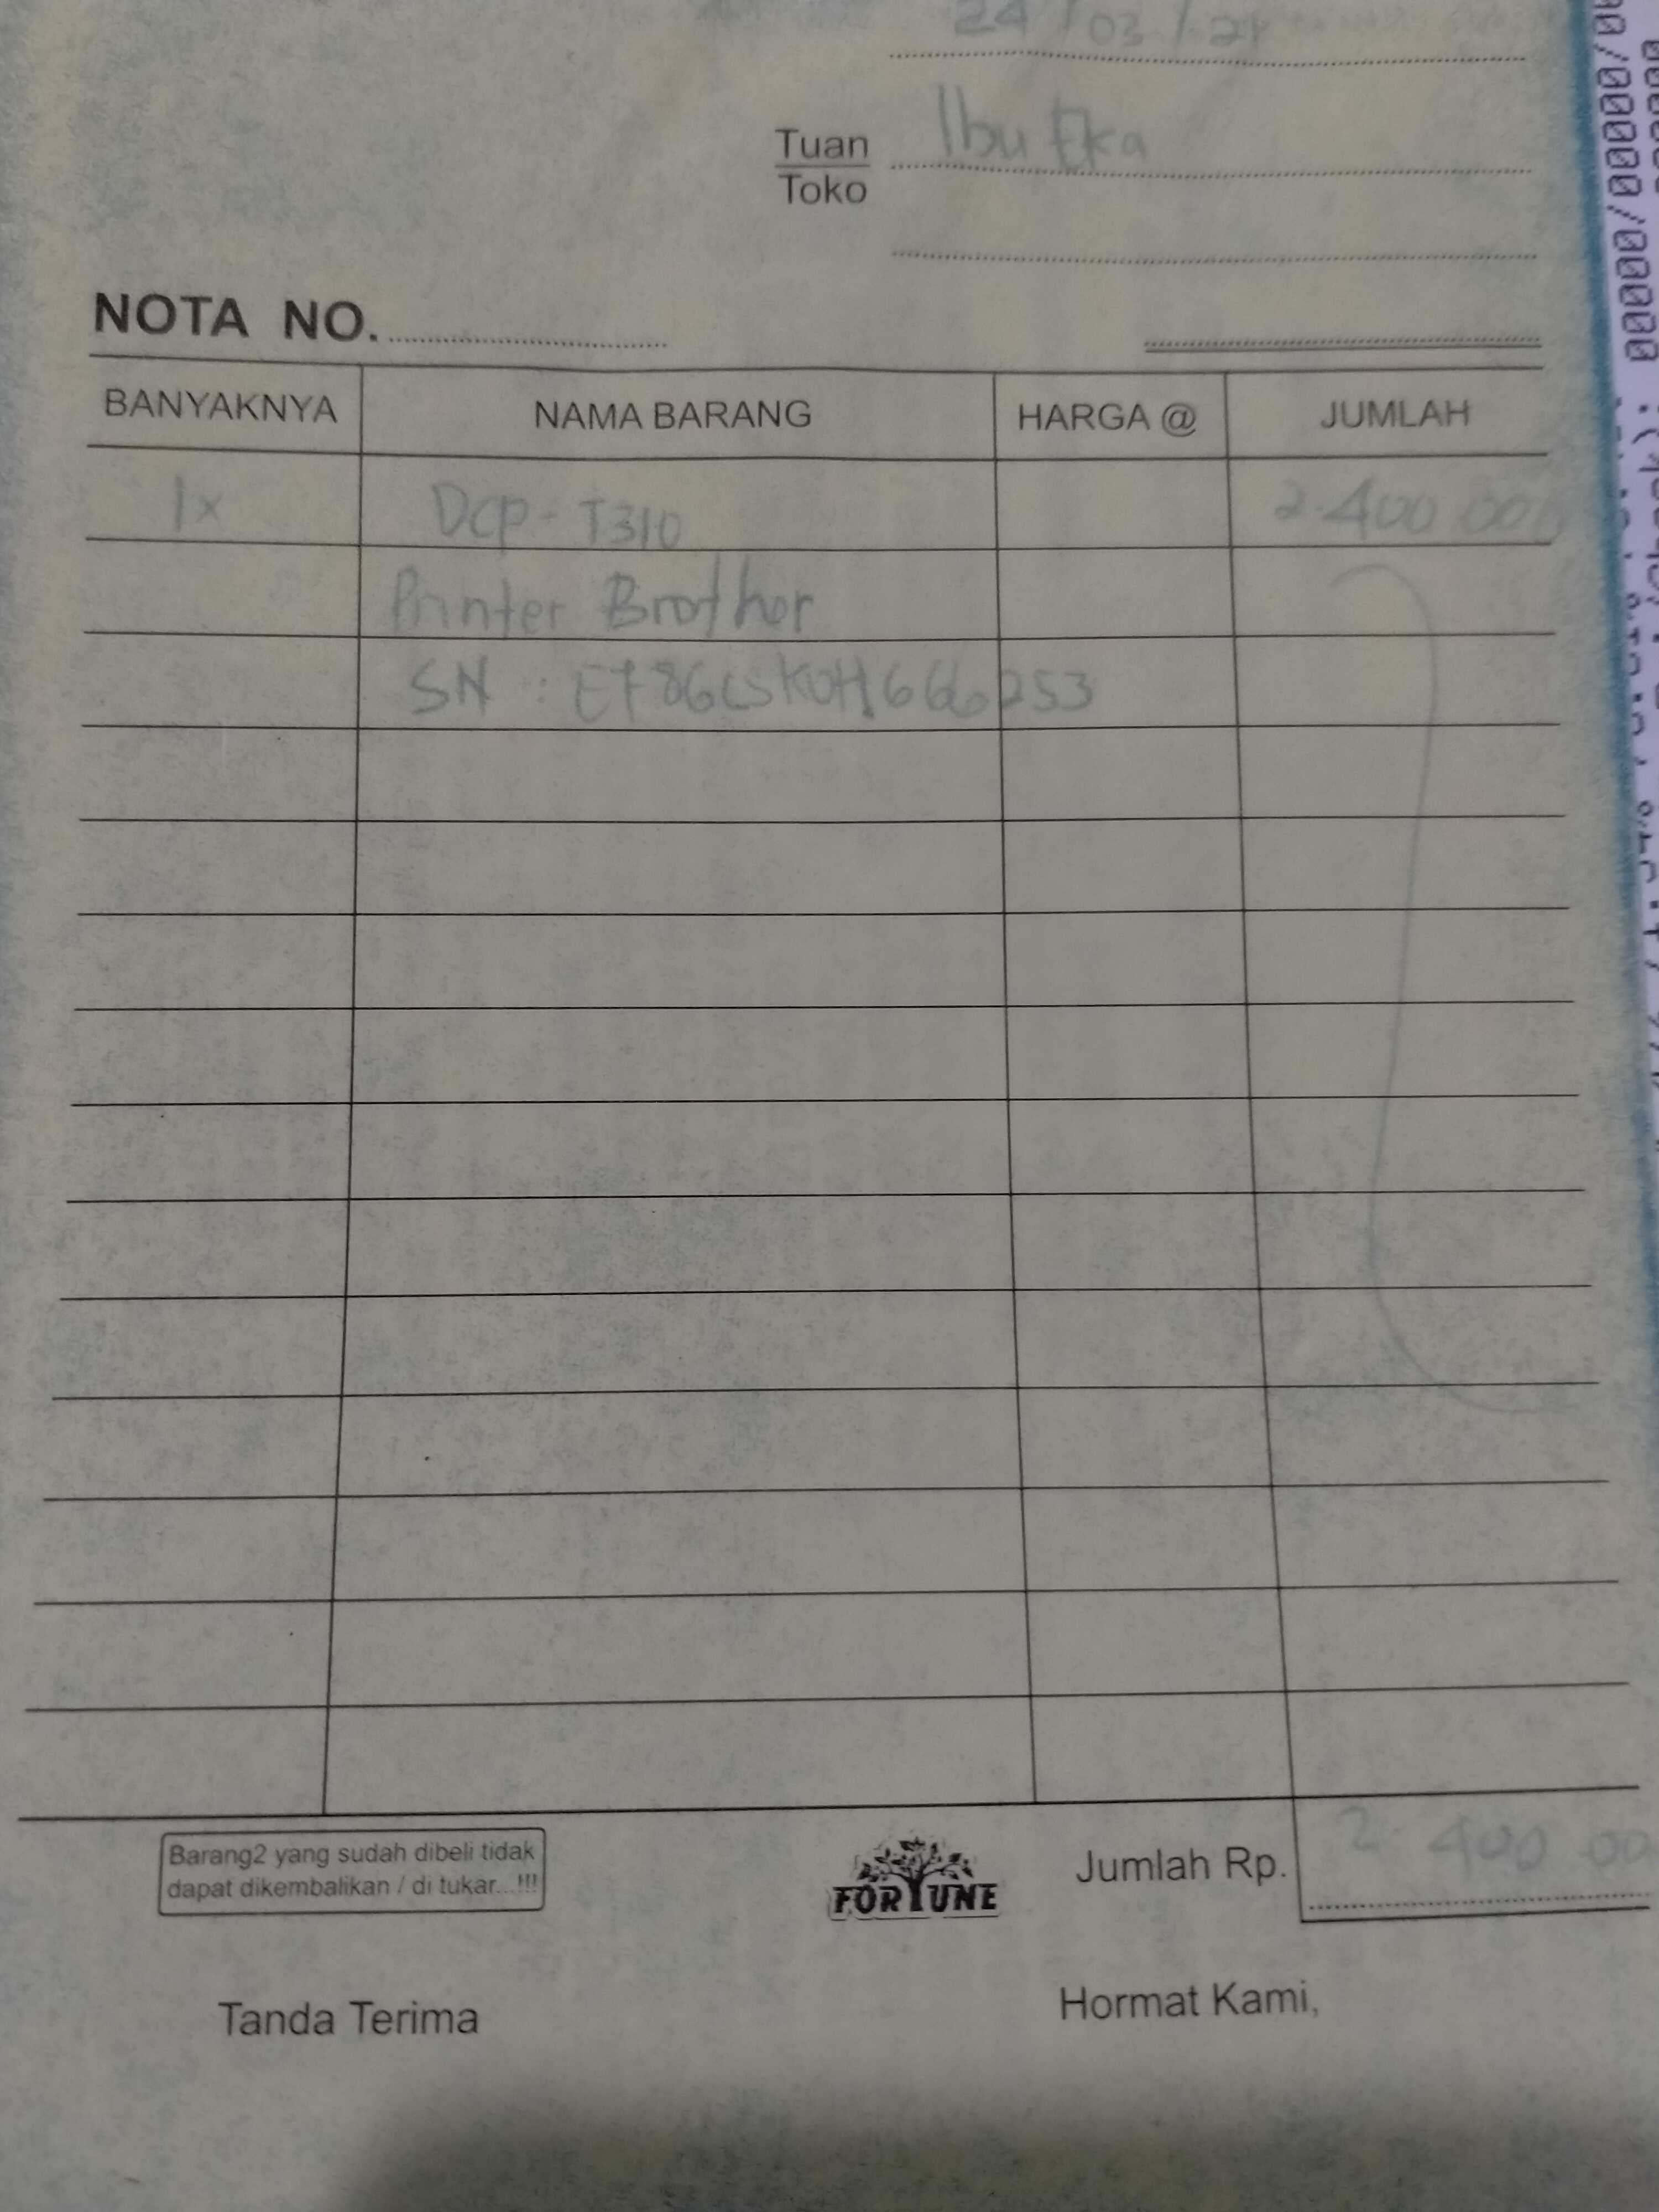 24/03/21
Ibu Eka
Tuan
Toko
NOTA NO.
BANYAKNYA NAMA BARANG HARGA @ JUMLAH
1x DCP-T310 2.400.000
Printer Brother
SN :
Barang2 yang sudah dibeli tidak
dapat dikembalikan / di tukar...!!!
FORTUNE
Jumlah Rp. 2.400.00
Tanda Terima
Hormat Kami,